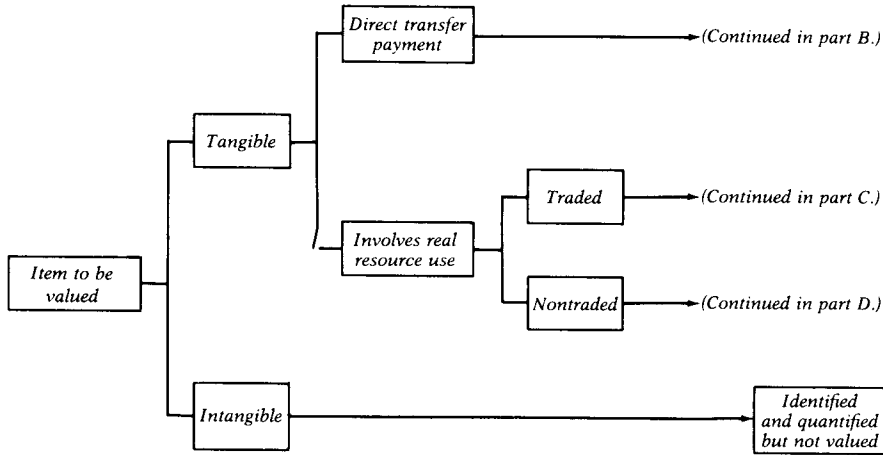 Direct transfer
payment
(Continued in part B.)
Tangible
Traded
(Continued in part C.)
Involves real
resource use
Item to be
valued
Nontraded
(Continued in part D.)
Intangible
Identified
and quantified
but not valued